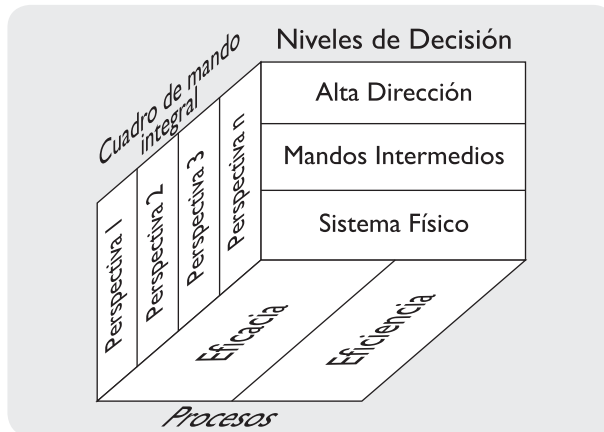 Niveles de Decisión
Cuadro de mando
integral
Alta Dirección
Mandos Intermedios
Sistema Físico
Perspectiva 1
Perspectiva 2
Perspectiva 3
Perspectiva n
Eficacia
Eficiencia
Procesos